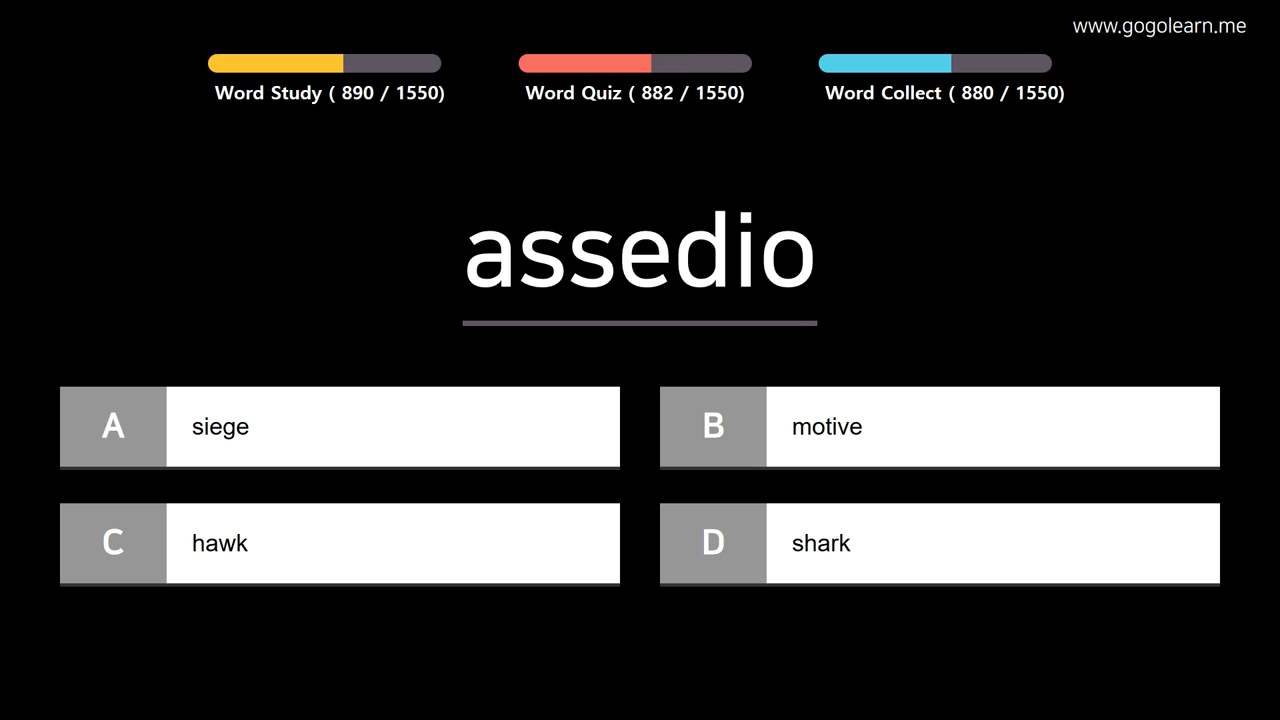 www.gogolearn.me
Word Study ( 890 / 1550)
Word Quiz ( 882 / 1550)
Word Collect ( 880 / 1550)
assedio
A siege
B motive
C hawk
D shark